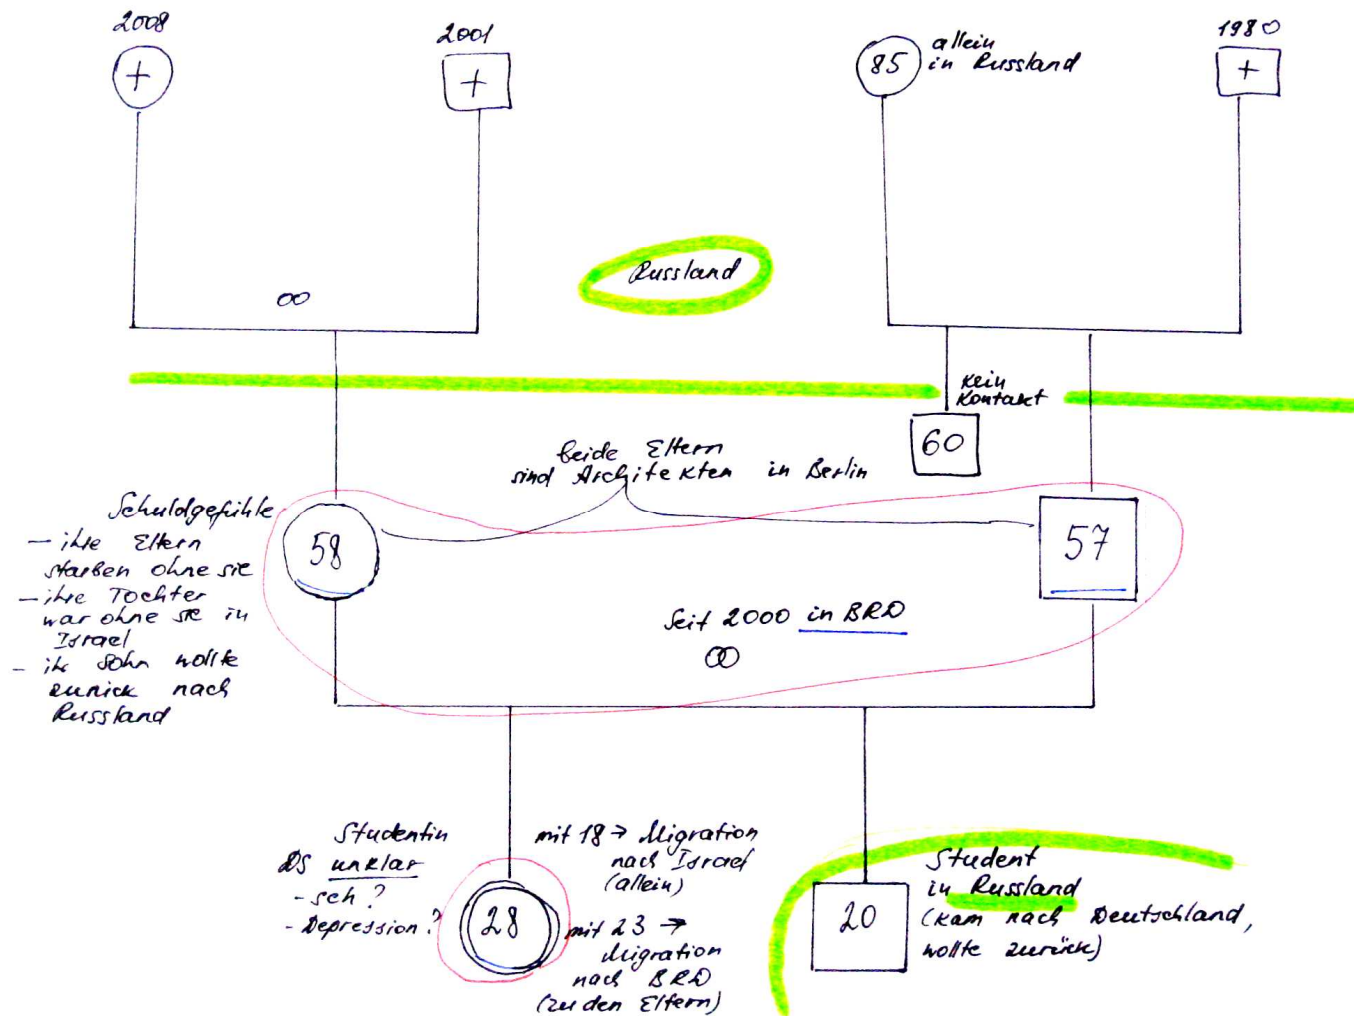 2008
+
2001
+
85
allein
in Russland
1980
+
Russland
∞
kein
Kontakt
60
beide Eltern
sind Architekten in Berlin
Schuldgefühle
58
57
– ihre Eltern
starben ohne sie
– ihre Tochter
war ohne sie in
Israel
– ihr Sohn wollte
zurück nach
Russland
Seit 2000 in BRD
∞
Studentin
DS unklar
- sch?
- Depression?
28
mit 18 → Migration
nach Israel
(allein)
mit 23 →
Migration
nach BRD
(zu den Eltern)
20
Student
in Russland
(kam nach Deutschland,
wollte zurück)